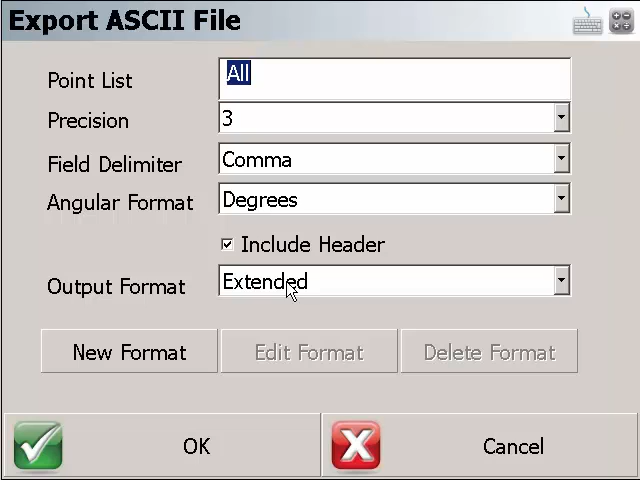 Export ASCII File
Point List
All
Precision
3
Field Delimiter
Comma
Angular Format
Degrees
Include Header
Output Format
Extended
New Format
Edit Format
Delete Format
OK
Cancel